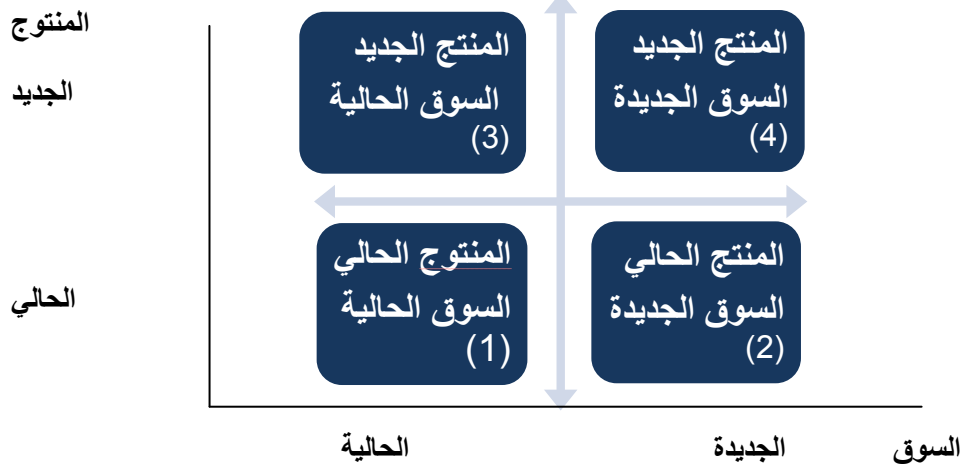 المنتوج
الجديد
المنتج الجديد
السوق الجديدة
(4)
المنتج الجديد
السوق الحالية
(3)
الحالي
المنتج الحالي
السوق الجديدة
(2)
المنتوج الحالي
السوق الحالية
(1)
السوق
الجديدة
الحالية